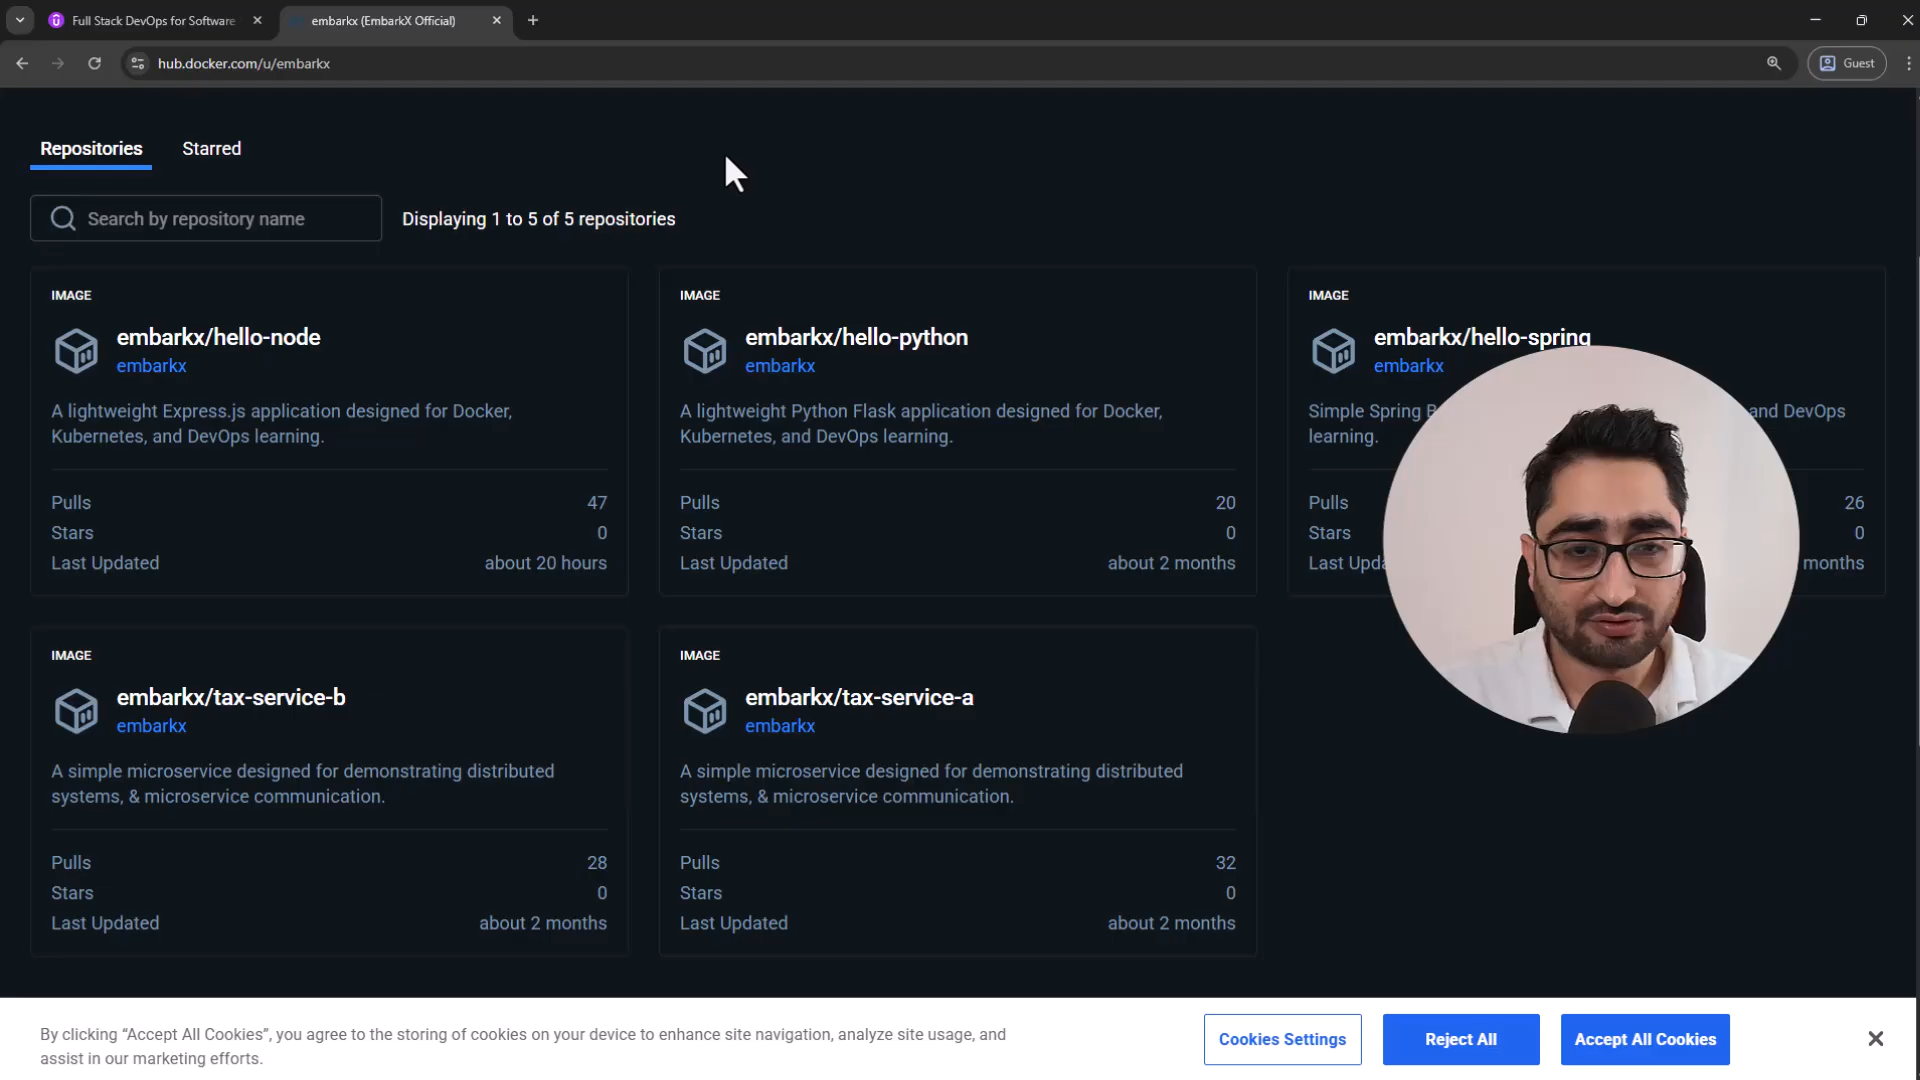 Full Stack DevOps for Software
embarkx (EmbarkX Official)
hub.docker.com/u/embarkx
Guest
Repositories
Starred
Search by repository name
Displaying 1 to 5 of 5 repositories
IMAGE
embarkx/hello-node
embarkx
A lightweight Express.js application designed for Docker,
Kubernetes, and DevOps learning.
Pulls 47
Stars 0
Last Updated about 20 hours
IMAGE
embarkx/hello-python
embarkx
A lightweight Python Flask application designed for Docker,
Kubernetes, and DevOps learning.
Pulls 20
Stars 0
Last Updated about 2 months
IMAGE
embarkx/hello-spring
embarkx
Simple Spring and DevOps
learning.
Pulls 26
Stars 0
Last months
IMAGE
embarkx/tax-service-b
embarkx
A simple microservice designed for demonstrating distributed
systems, & microservice communication.
Pulls 28
Stars 0
Last Updated about 2 months
IMAGE
embarkx/tax-service-a
embarkx
A simple microservice designed for demonstrating distributed
systems, & microservice communication.
Pulls 32
Stars 0
Last Updated about 2 months
By clicking “Accept All Cookies”, you agree to the storing of cookies on your device to enhance site navigation, analyze site usage, and
assist in our marketing efforts.
Cookies Settings
Reject All
Accept All Cookies